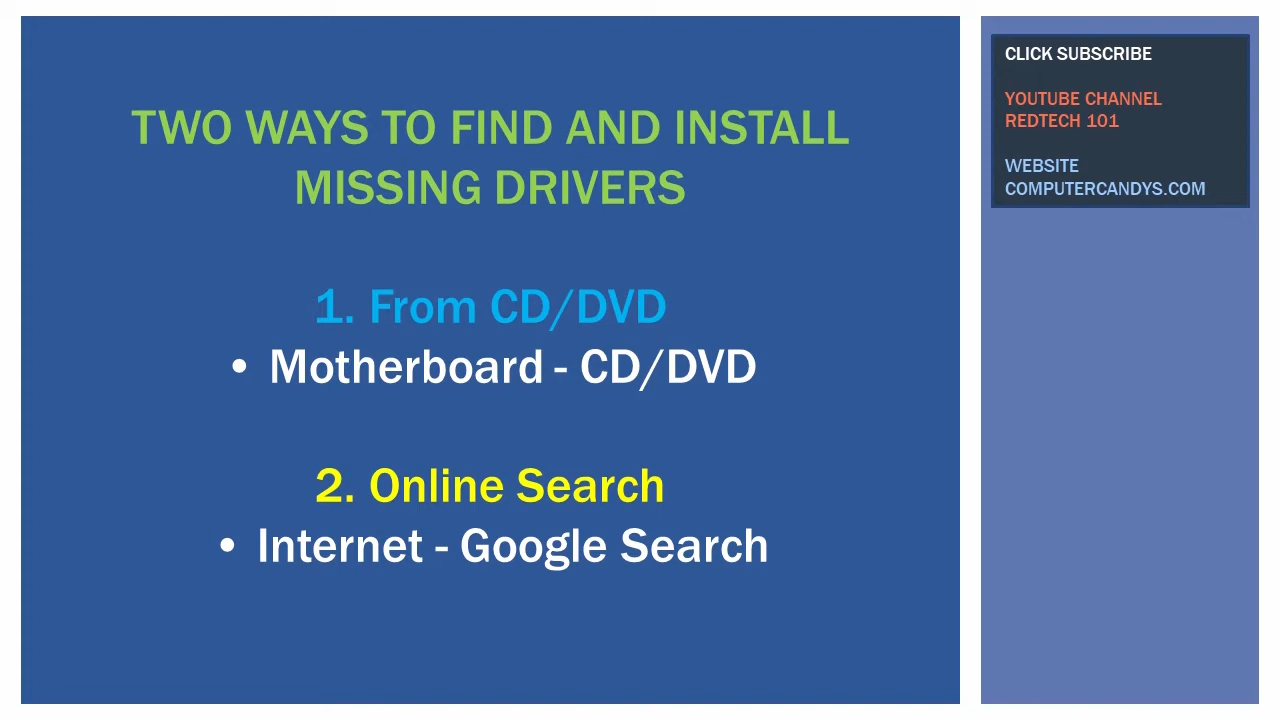 TWO WAYS TO FIND AND INSTALL
MISSING DRIVERS
1. From CD/DVD
• Motherboard - CD/DVD
2. Online Search
• Internet - Google Search
CLICK SUBSCRIBE
YOUTUBE CHANNEL
REDTECH 101
WEBSITE
COMPUTERCANDYS.COM